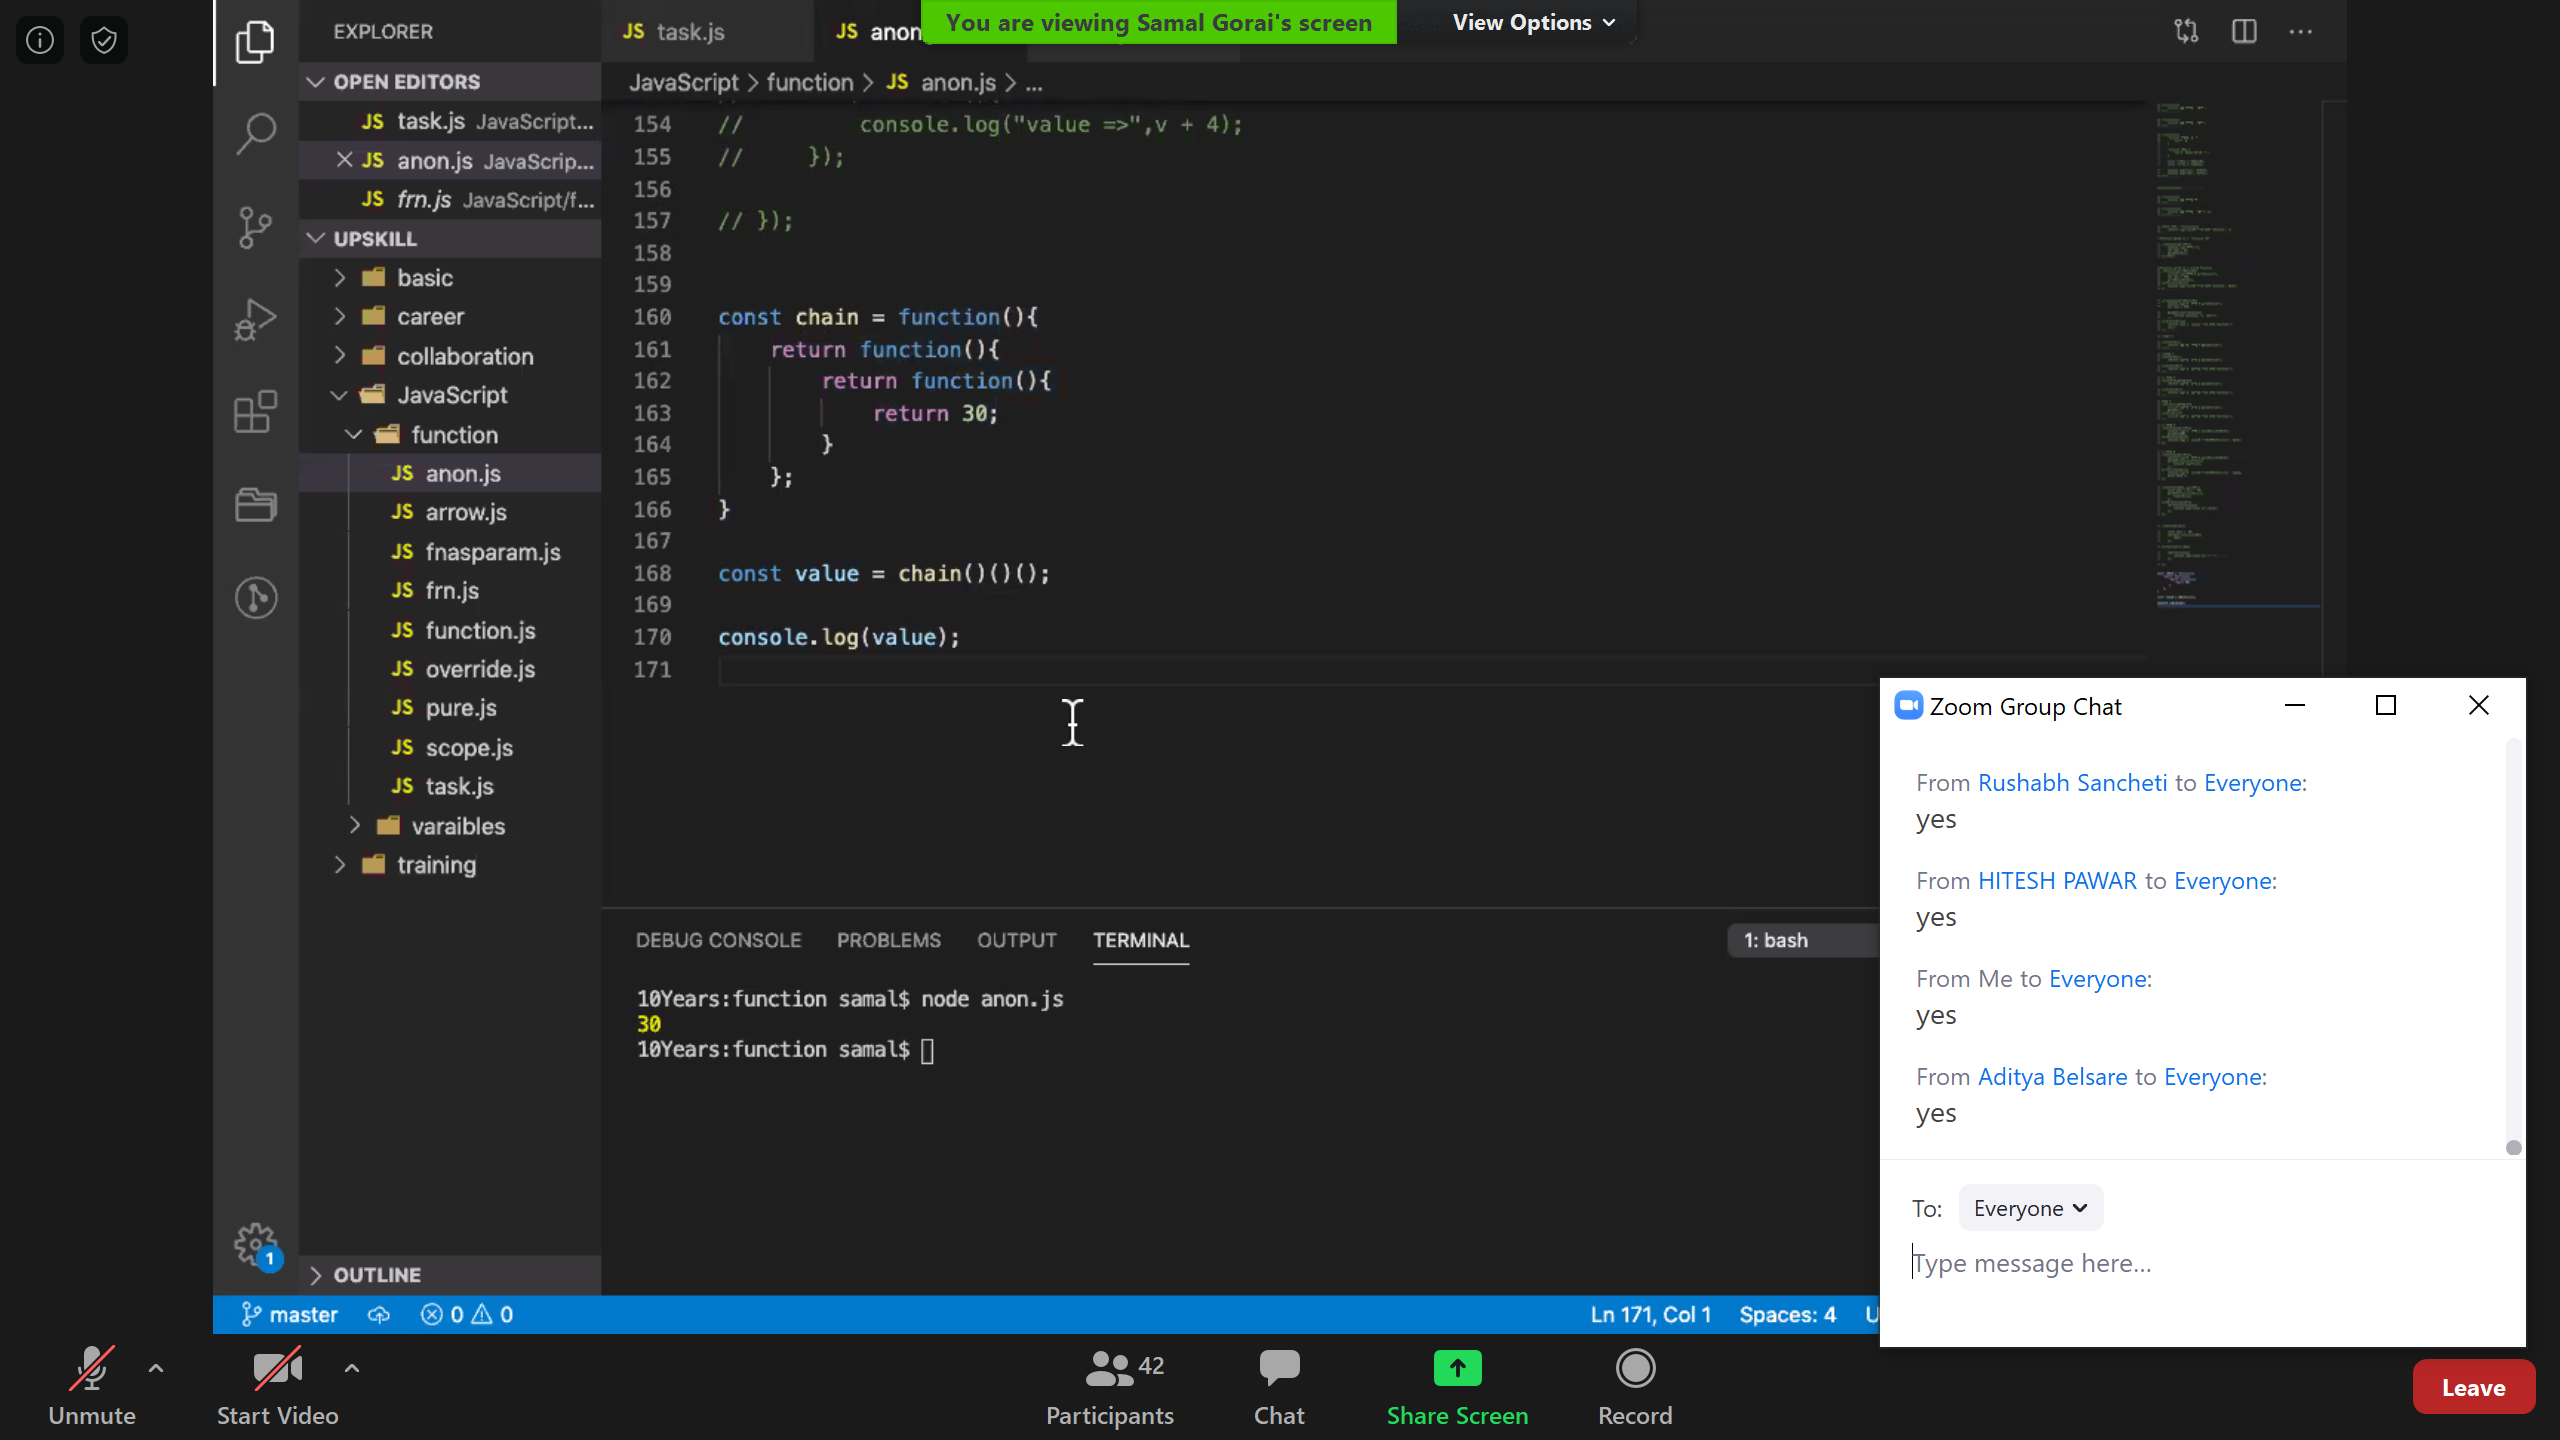 You are viewing Samal Gorai's screen
View Options
EXPLORER
OPEN EDITORS
JS task.js JavaScript...
JS anon.js JavaScrip...
JS frn.js JavaScript/f...
UPSKILL
basic
career
collaboration
JavaScript
function
JS anon.js
JS arrow.js
JS fnasparam.js
JS frn.js
JS function.js
JS override.js
JS pure.js
JS scope.js
JS task.js
varaibles
training
OUTLINE
JS task.js
JS anon
JavaScript > function > JS anon.js > ...
154 // console.log("value =>",v + 4);
155 // });
156
157 // });
158
159
160 const chain = function(){
161 return function(){
162 return function(){
163 return 30;
164 }
165 };
166 }
167
168 const value = chain()()();
169
170 console.log(value);
171
DEBUG CONSOLE PROBLEMS OUTPUT TERMINAL
1: bash
10Years:function samal$ node anon.js
30
10Years:function samal$
1
master 0 0
Ln 171, Col 1 Spaces: 4 U
Zoom Group Chat
From Rushabh Sancheti to Everyone:
yes
From HITESH PAWAR to Everyone:
yes
From Me to Everyone:
yes
From Aditya Belsare to Everyone:
yes
To: Everyone
Type message here...
Unmute
Start Video
42
Participants
Chat
Share Screen
Record
Leave